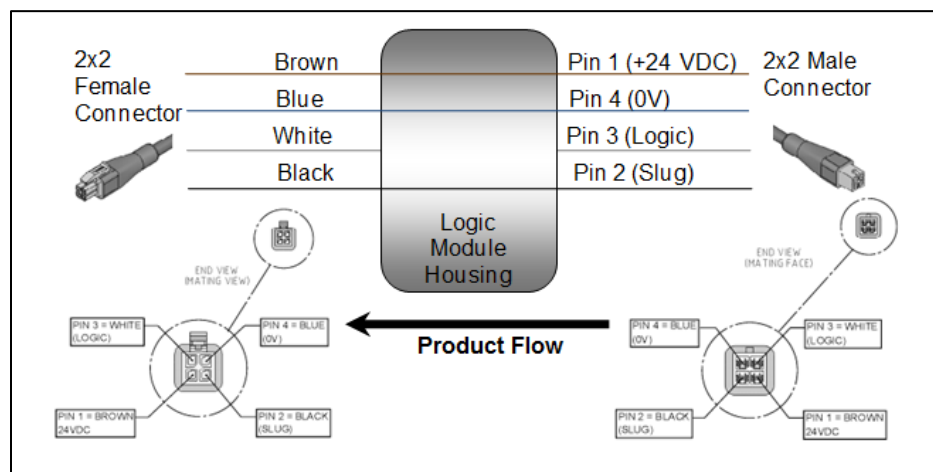 2x2
Female
Connector
Brown
Blue
White
Black
Pin 1 (+24 VDC)
Pin 4 (0V)
Pin 3 (Logic)
Pin 2 (Slug)
2x2 Male
Connector
Logic
Module
Housing
END VIEW
(MATING VIEW)
END VIEW
(MATING FACE)
Product Flow
PIN 3 = WHITE
(LOGIC)
PIN 4 = BLUE
(0V)
PIN 1 = BROWN
24VDC
PIN 2 = BLACK
(SLUG)
PIN 4 = BLUE
(0V)
PIN 3 = WHITE
(LOGIC)
PIN 2 = BLACK
(SLUG)
PIN 1 = BROWN
24VDC